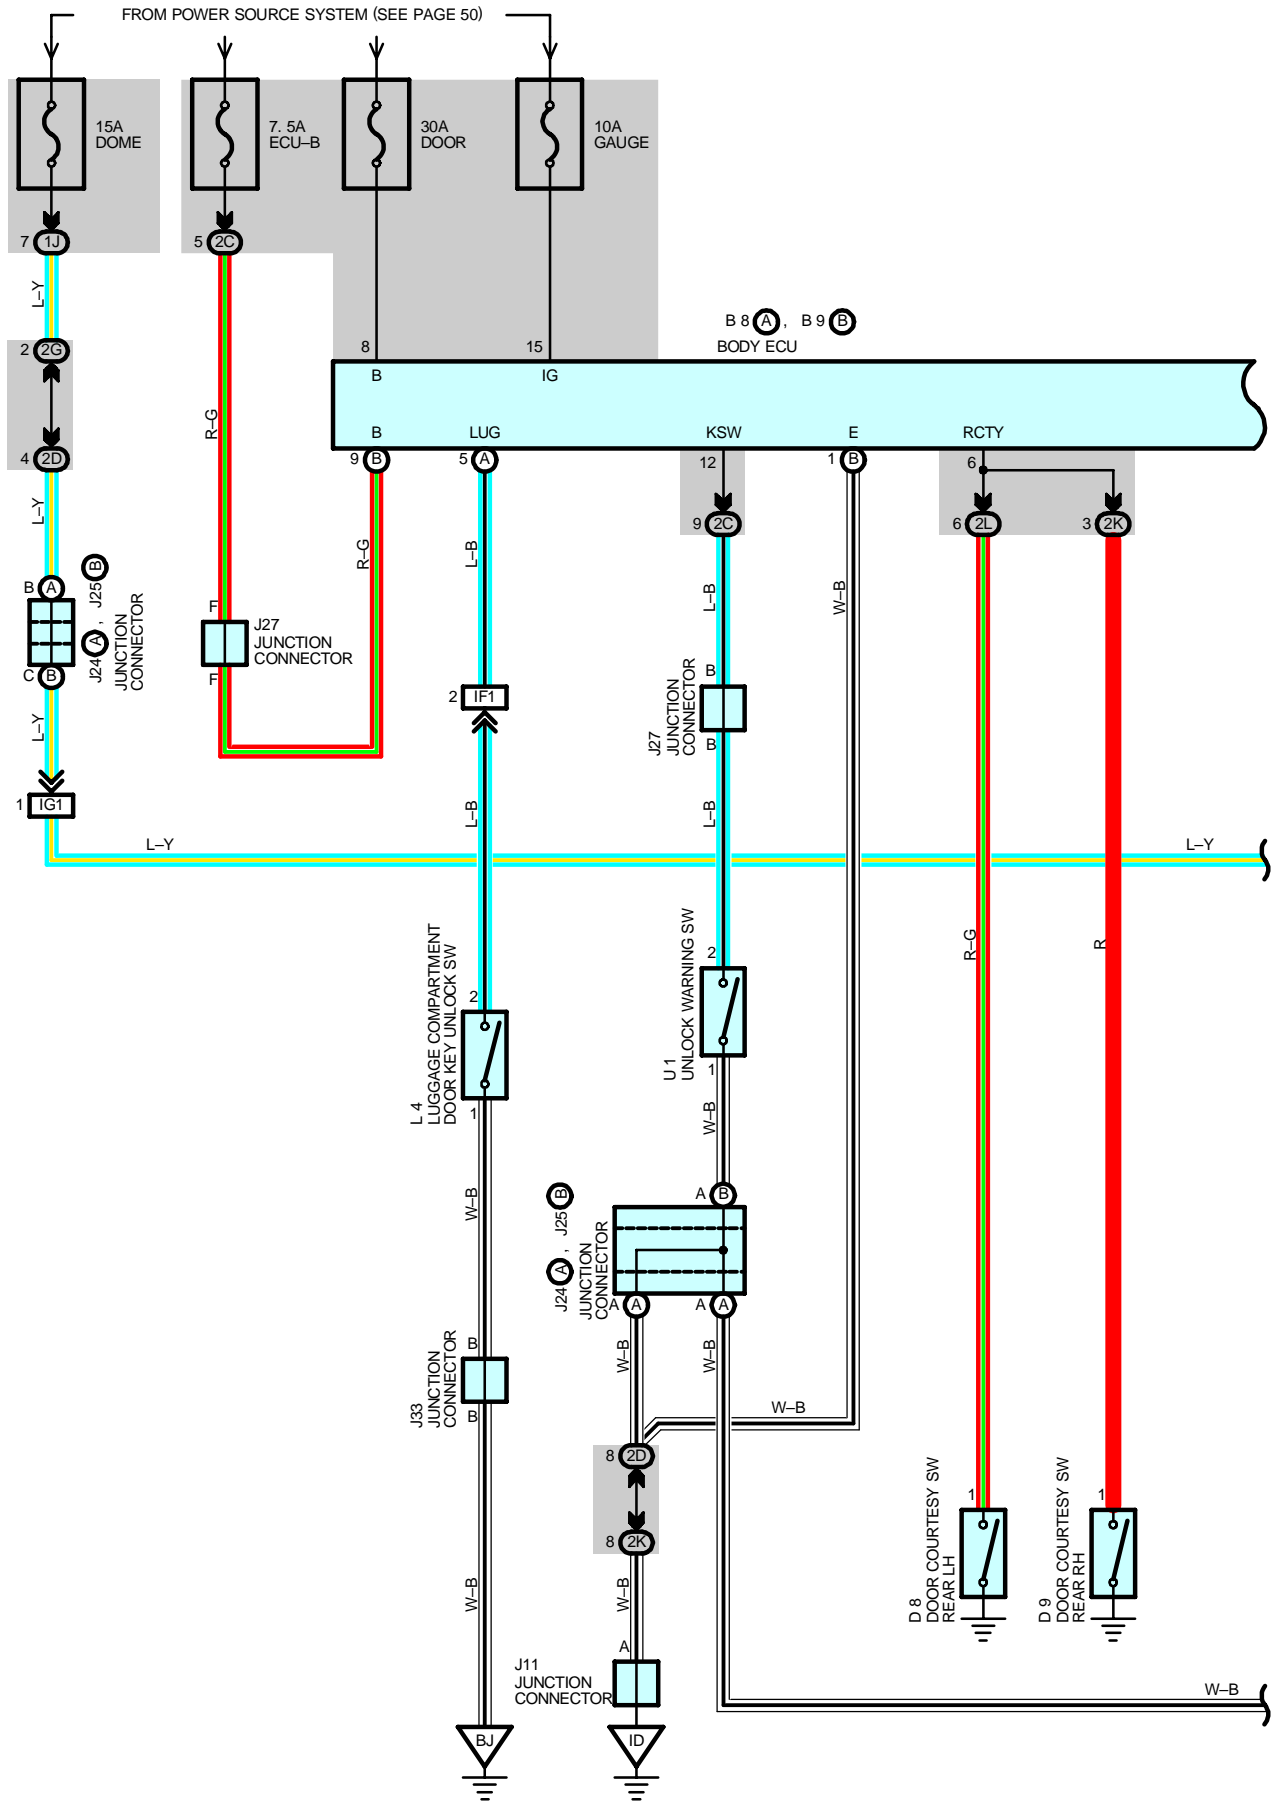 FROM POWER SOURCE SYSTEM (SEE PAGE 50)
15A
DOME
7. 5A
ECU–B
30A
DOOR
10A
GAUGE
7 1J
5 2C
L–Y
2 2G
4 2D
L–Y
R–G
B 8 A , B 9 B
BODY ECU
8
15
B
IG
B
LUG
KSW
E
RCTY
9 B
5 A
12
1 B
6
9 2C
6 2L
3 2K
R–G
L–B
L–B
W–B
B A
C B
J24 A , J25 B
JUNCTION
CONNECTOR
F
J27
JUNCTION
CONNECTOR
F
L–Y
1 IG1
2 IF1
B
J27
JUNCTION
CONNECTOR
B
L–B
L–B
L–Y
L–Y
R–G
R
2
L 4
LUGGAGE COMPARTMENT
DOOR KEY UNLOCK SW
1
2
U 1
UNLOCK WARNING SW
1
W–B
W–B
A B
J24 A , J25 B
JUNCTION
CONNECTOR
A A
A A
W–B
W–B
W–B
B
J33
JUNCTION
CONNECTOR
B
8 2D
8 2K
1
D 8
DOOR COURTESY SW
REAR LH
1
D 9
DOOR COURTESY SW
REAR RH
W–B
W–B
A
J11
JUNCTION
CONNECTOR
W–B
BJ
ID